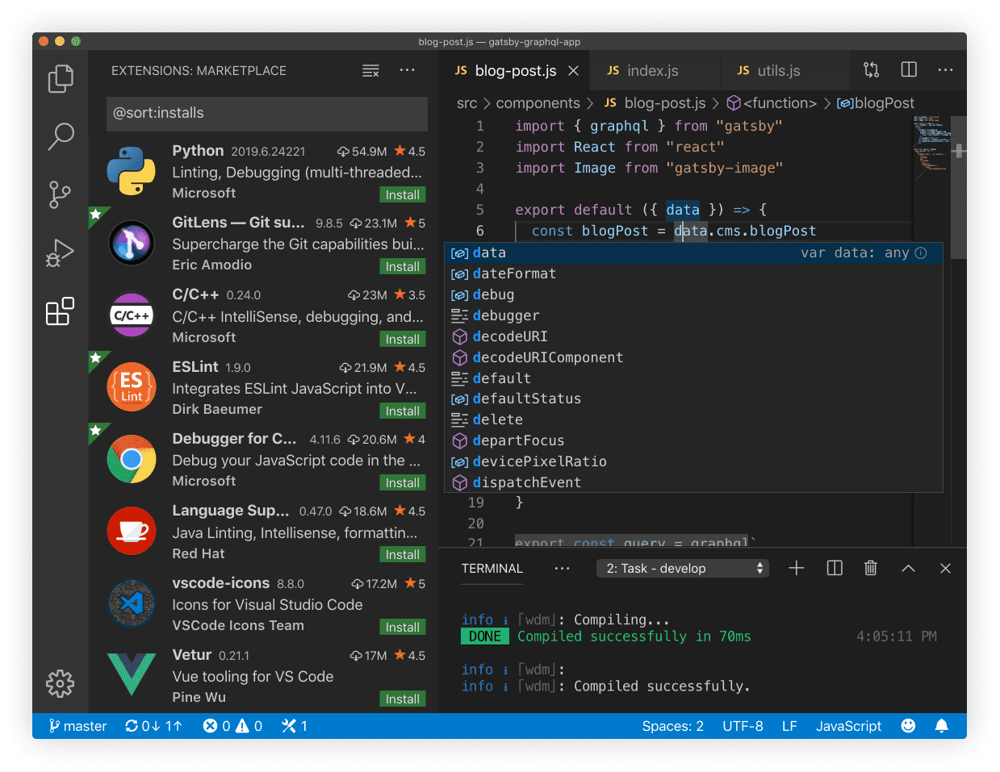 blog-post.js — gatsby-graphql-app
EXTENSIONS: MARKETPLACE
@sort:installs
Python 2019.6.24221 54.9M 4.5
Linting, Debugging (multi-threaded...
Microsoft Install
GitLens — Git su... 9.8.5 23.1M 5
Supercharge the Git capabilities bui...
Eric Amodio Install
C/C++
C/C++ 0.24.0 23M 3.5
C/C++ IntelliSense, debugging, and...
Microsoft Install
ES
Lint
ESLint 1.9.0 21.9M 4.5
Integrates ESLint JavaScript into V...
Dirk Baeumer Install
Debugger for C... 4.11.6 20.6M 4
Debug your JavaScript code in the ...
Microsoft Install
Language Sup... 0.47.0 18.6M 4.5
Java Linting, Intellisense, formattin...
Red Hat Install
vscode-icons 8.8.0 17.2M 5
Icons for Visual Studio Code
VSCode Icons Team Install
Vetur 0.21.1 17M 4.5
Vue tooling for VS Code
Pine Wu Install
JS blog-post.js JS index.js JS utils.js
src > components > JS blog-post.js > <function> > blogPost
1 import { graphql } from "gatsby"
2 import React from "react"
3 import Image from "gatsby-image"
4
5 export default ({ data }) => {
6 const blogPost = data.cms.blogPost
data var data: any
dateFormat
debug
debugger
decodeURI
decodeURIComponent
default
defaultStatus
delete
departFocus
devicePixelRatio
dispatchEvent
19 }
20
21 export const query = graphql`
TERMINAL ... 2: Task - develop
info i ⌈wdm⌋: Compiling...
DONE Compiled successfully in 70ms 4:05:11 PM
info i ⌈wdm⌋:
info i ⌈wdm⌋: Compiled successfully.
master 0↓ 1↑ 0 0 1 Spaces: 2 UTF-8 LF JavaScript